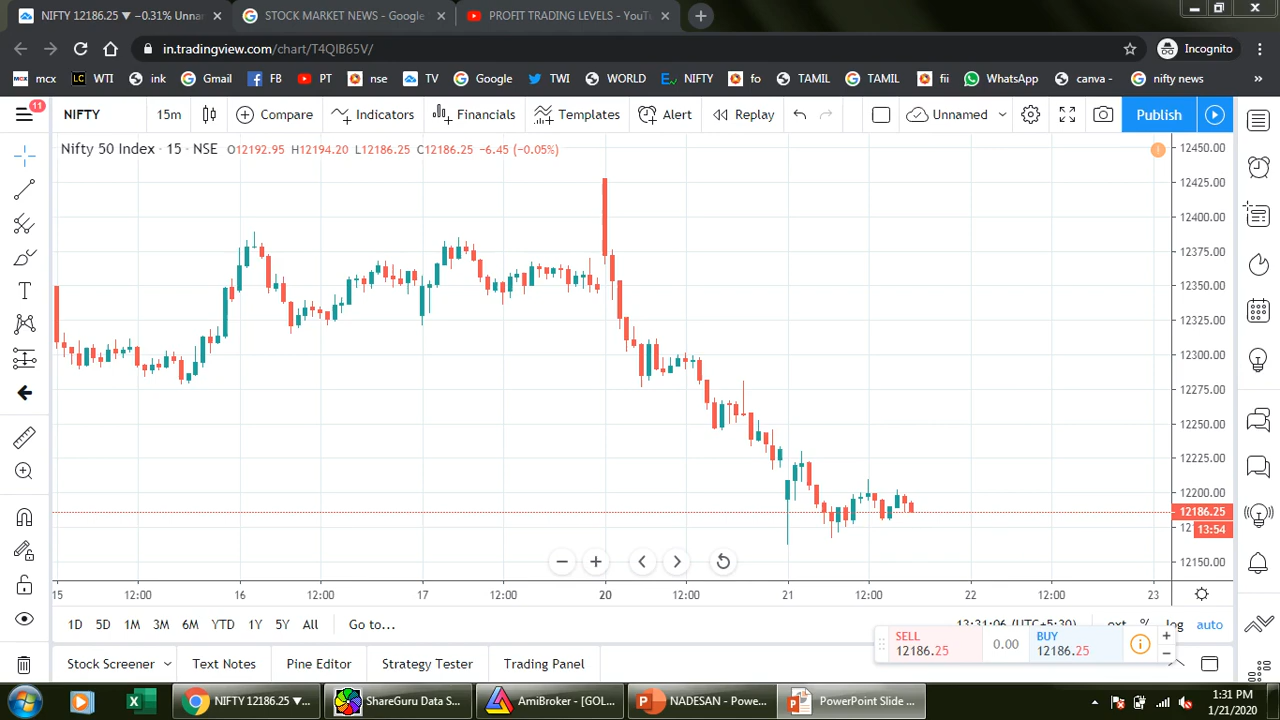 NIFTY 12186.25 ▼ −0.31% Unna
STOCK MARKET NEWS - Google
PROFIT TRADING LEVELS - YouT
in.tradingview.com/chart/T4QIB65V/
Incognito
mcx LC WTI ink Gmail FB PT nse TV Google TWI WORLD NIFTY fo TAMIL TAMIL fii WhatsApp canva - nifty news »
11
NIFTY 15m Compare Indicators Financials Templates Alert Replay Unnamed Publish
Nifty 50 Index · 15 · NSE O12192.95 H12194.20 L12186.25 C12186.25 −6.45 (−0.05%)
12450.00
12425.00
12400.00
12375.00
12350.00
12325.00
12300.00
12275.00
12250.00
12225.00
12200.00
12186.25
13:54
12150.00
15 12:00 16 12:00 17 12:00 20 12:00 21 12:00 22 12:00 23
1D 5D 1M 3M 6M YTD 1Y 5Y All Go to... 13:31:06 (UTC+5:30) ext % log auto
SELL
12186.25
0.00
BUY
12186.25
Stock Screener Text Notes Pine Editor Strategy Tester Trading Panel
NIFTY 12186.25 ▼... ShareGuru Data S... AmiBroker - [GOL... NADESAN - Powe... PowerPoint Slide ...
1:31 PM
1/21/2020